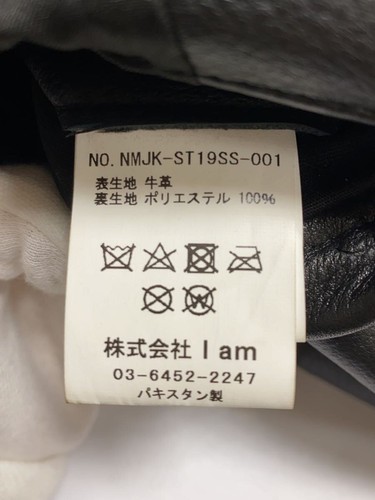 NO. NMJK-ST19SS-001
表生地 牛革
裏生地 ポリエステル 100%
株式会社 I am
03-6452-2247
パキスタン製